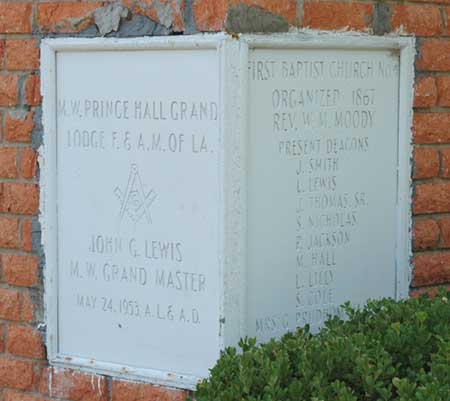 M.W. PRINCE HALL GRAND
LODGE F. & A.M. OF LA.
JOHN G. LEWIS
M.W. GRAND MASTER
MAY 24, 1953, A.L. & A.D.
FIRST BAPTIST CHURCH NO.
ORGANIZED 1867
REV. W. M. MOODY
PRESENT DEACONS
J. SMITH
L. LEWIS
J. THOMAS, SR.
S. NICHOLAS
R. JACKSON
M. HALL
L. LILLY
S. COLE
MRS. G.